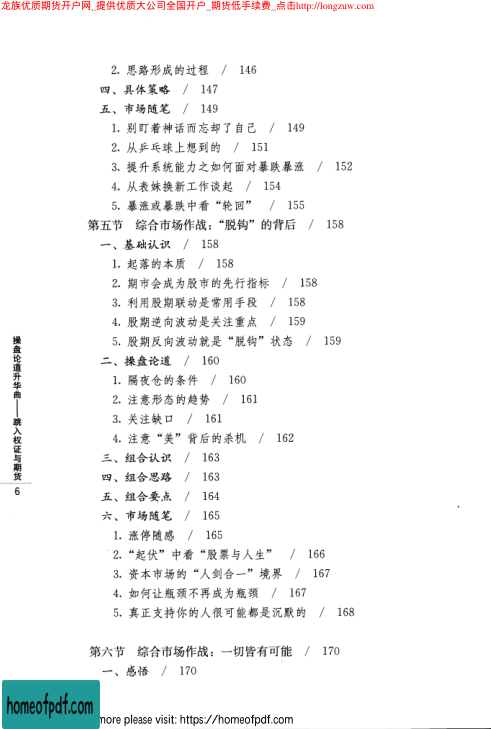 龙族优质期货开户网_提供优质大公司全国开户_期货低手续费_点击http://longzuw.com
2. 思路形成的过程 / 146
四、具体策略 / 147
五、市场随笔 / 149
1. 别盯着神话而忘却了自己 / 149
2. 从乒乓球上想到的 / 151
3. 提升系统能力之如何面对暴跌暴涨 / 152
4. 从表妹换新工作谈起 / 154
5. 暴涨或暴跌中看“轮回” / 155
第五节 综合市场作战：“脱钩”的背后 / 158
一、基础认识 / 158
1. 起落的本质 / 158
2. 期市会成为股市的先行指标 / 158
3. 利用股期联动是常用手段 / 158
4. 股期逆向波动是关注重点 / 159
5. 股期反向波动就是“脱钩”状态 / 159
二、操盘论道 / 160
1. 隔夜仓的条件 / 160
2. 注意形态的趋势 / 161
3. 关注缺口 / 161
4. 注意“美”背后的杀机 / 162
三、组合认识 / 163
四、组合思路 / 163
五、组合要点 / 164
六、市场随笔 / 165
1. 涨停随感 / 165
2. “起伏”中看“股票与人生” / 166
3. 资本市场的“人剑合一”境界 / 167
4. 如何让瓶颈不再成为瓶颈 / 167
5. 真正支持你的人很可能都是沉默的 / 168
第六节 综合市场作战：一切皆有可能 / 170
一、感悟 / 170
操盘论道升华曲——跳入权证与期货
6
homeofpdf.com
more please visit: https://homeofpdf.com